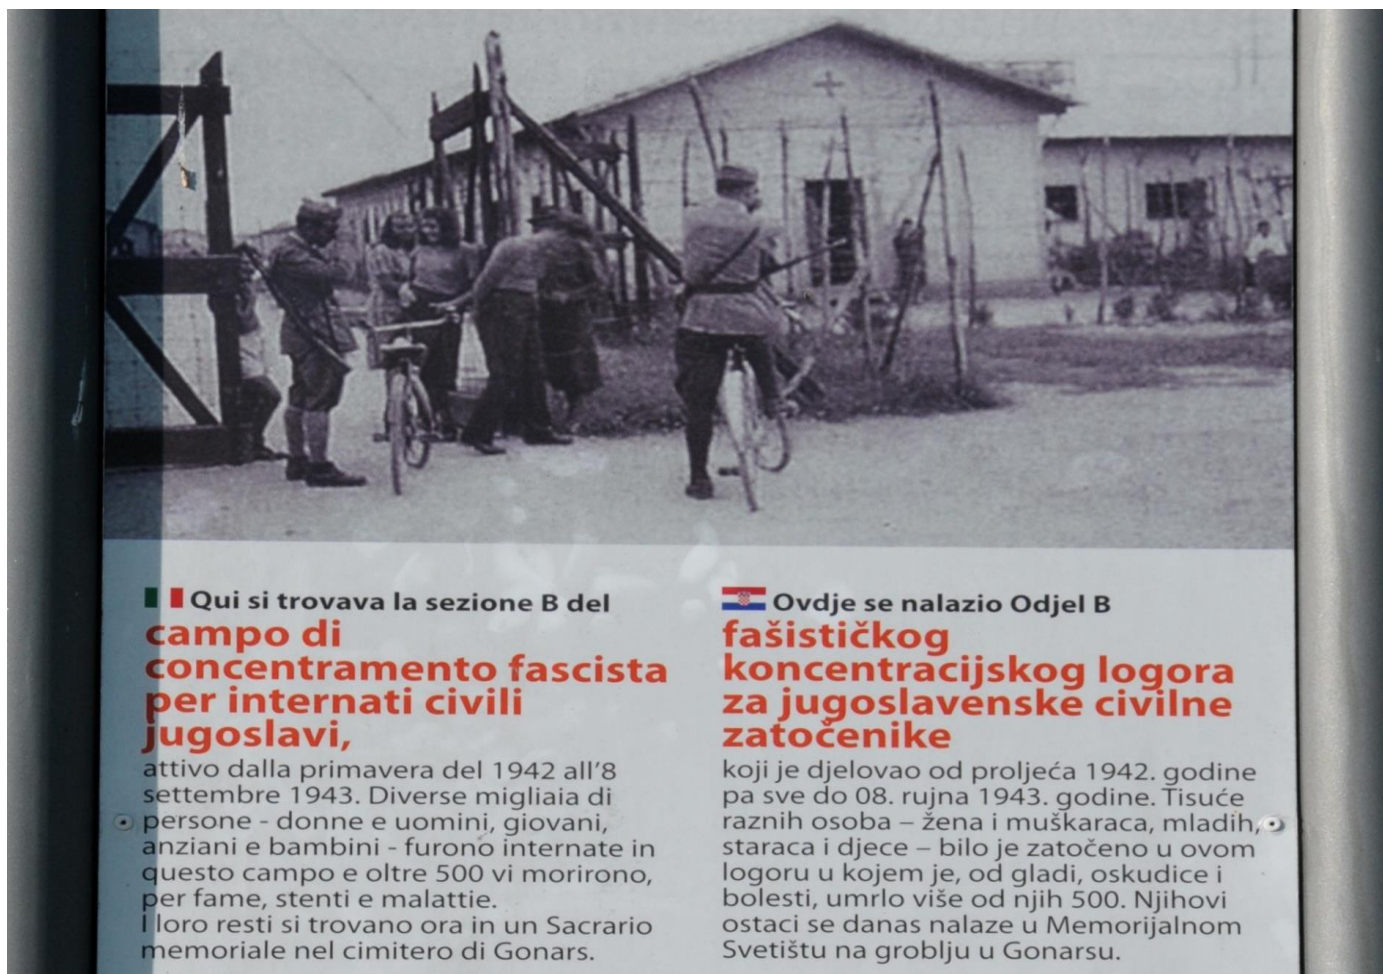 Qui si trovava la sezione B del
campo di
concentramento fascista
per internati civili
jugoslavi,
attivo dalla primavera del 1942 all'8
settembre 1943. Diverse migliaia di
persone - donne e uomini, giovani,
anziani e bambini - furono internate in
questo campo e oltre 500 vi morirono,
per fame, stenti e malattie.
I loro resti si trovano ora in un Sacrario
memoriale nel cimitero di Gonars.
Ovdje se nalazio Odjel B
fašističkog
koncentracijskog logora
za jugoslavenske civilne
zatočenike
koji je djelovao od proljeća 1942. godine
pa sve do 08. rujna 1943. godine. Tisuće
raznih osoba – žena i muškaraca, mladih,
staraca i djece – bilo je zatočeno u ovom
logoru u kojem je, od gladi, oskudice i
bolesti, umrlo više od njih 500. Njihovi
ostaci se danas nalaze u Memorijalnom
Svetištu na groblju u Gonarsu.